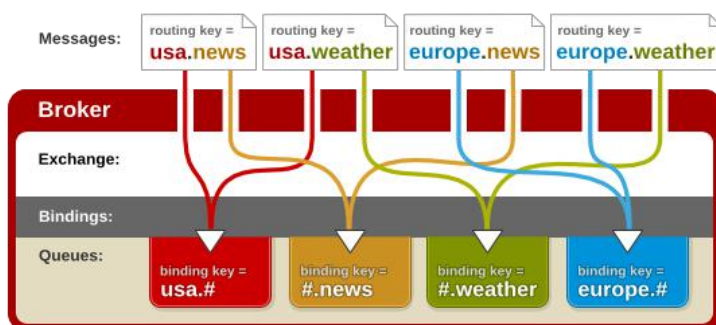 Messages:
routing key =
usa.news
routing key =
usa.weather
routing key =
europe.news
routing key =
europe.weather
Broker
Exchange:
Bindings:
Queues:
binding key =
usa.#
binding key =
#.news
binding key =
#.weather
binding key =
europe.#